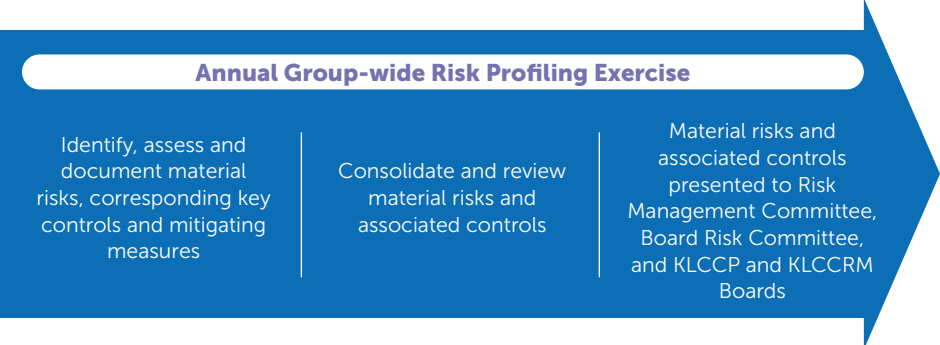 Annual Group-wide Risk Profiling Exercise
Identify, assess and
document material
risks, corresponding key
controls and mitigating
measures
Consolidate and review
material risks and
associated controls
Material risks and
associated controls
presented to Risk
Management Committee,
Board Risk Committee,
and KLCCP and KLCCRM
Boards